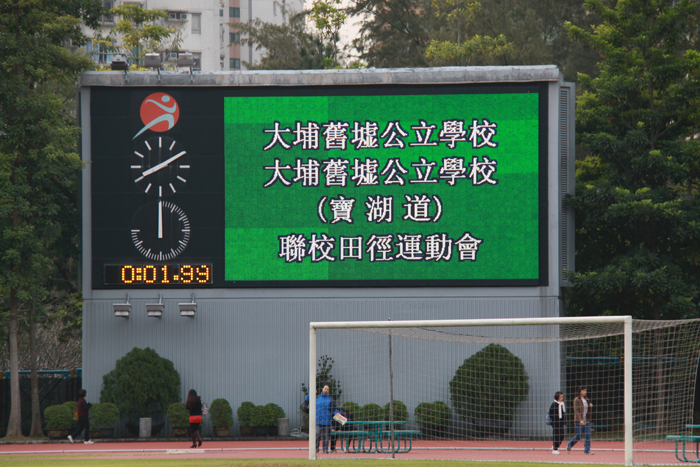 大埔舊墟公立學校
大埔舊墟公立學校
(寶湖道)
聯校田徑運動會
0:01.99